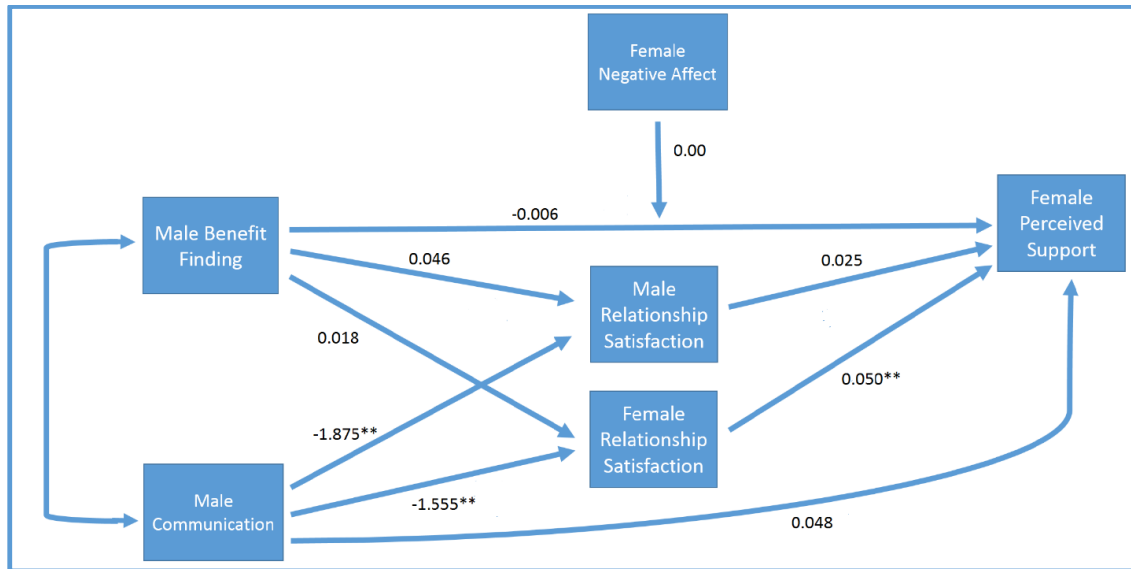 Female
Negative Affect
0.00
Male Benefit
Finding
-0.006
Female
Perceived
Support
0.046
0.025
Male
Relationship
Satisfaction
0.018
0.050**
Female
Relationship
Satisfaction
-1.875**
Male
Communication
-1.555**
0.048